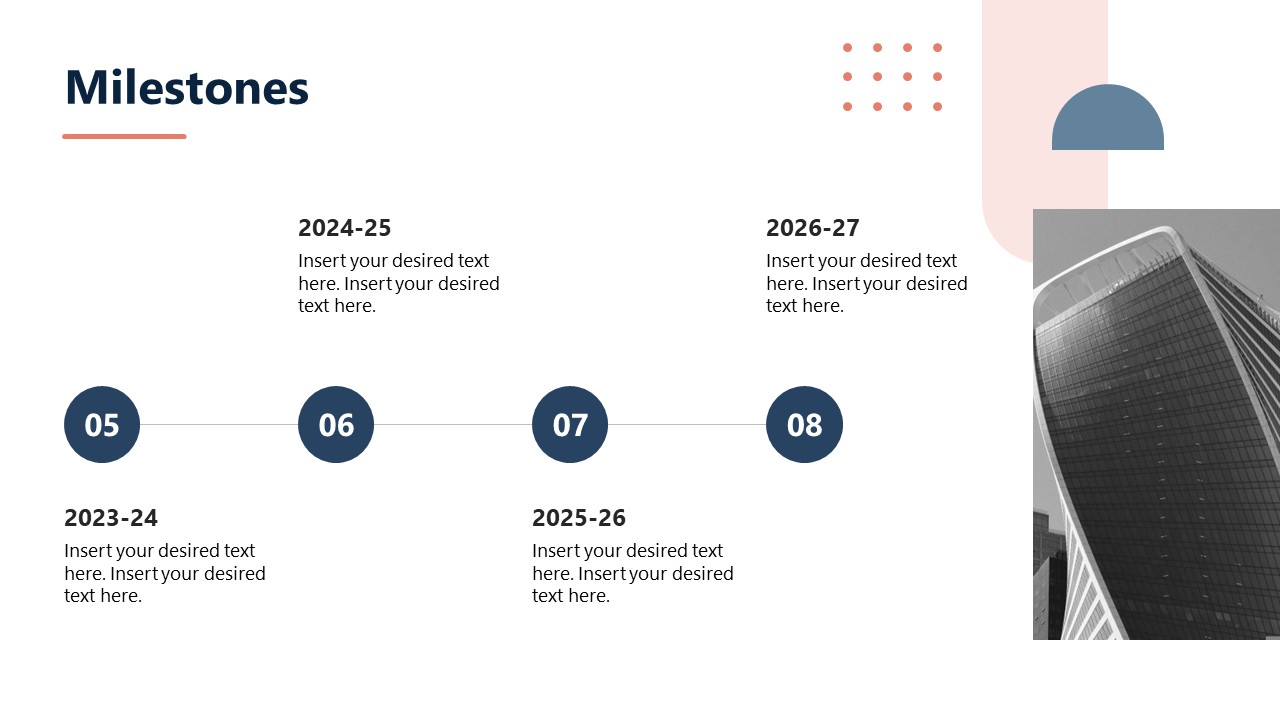 Milestones
2024-25
Insert your desired text
here. Insert your desired
text here.
2026-27
Insert your desired text
here. Insert your desired
text here.
05
06
07
08
2023-24
Insert your desired text
here. Insert your desired
text here.
2025-26
Insert your desired text
here. Insert your desired
text here.